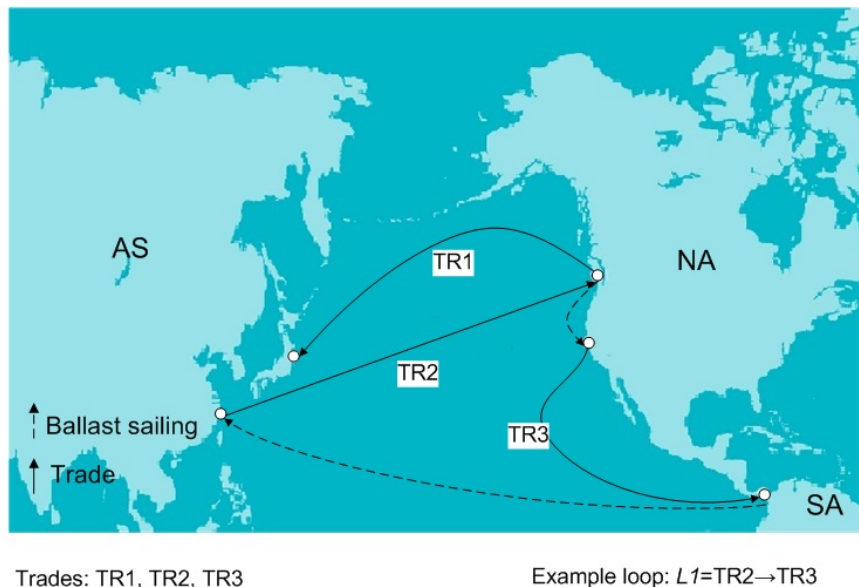 AS
TR1
NA
TR2
Ballast sailing
TR3
Trade
SA
Trades: TR1, TR2, TR3
Example loop: L1=TR2→TR3